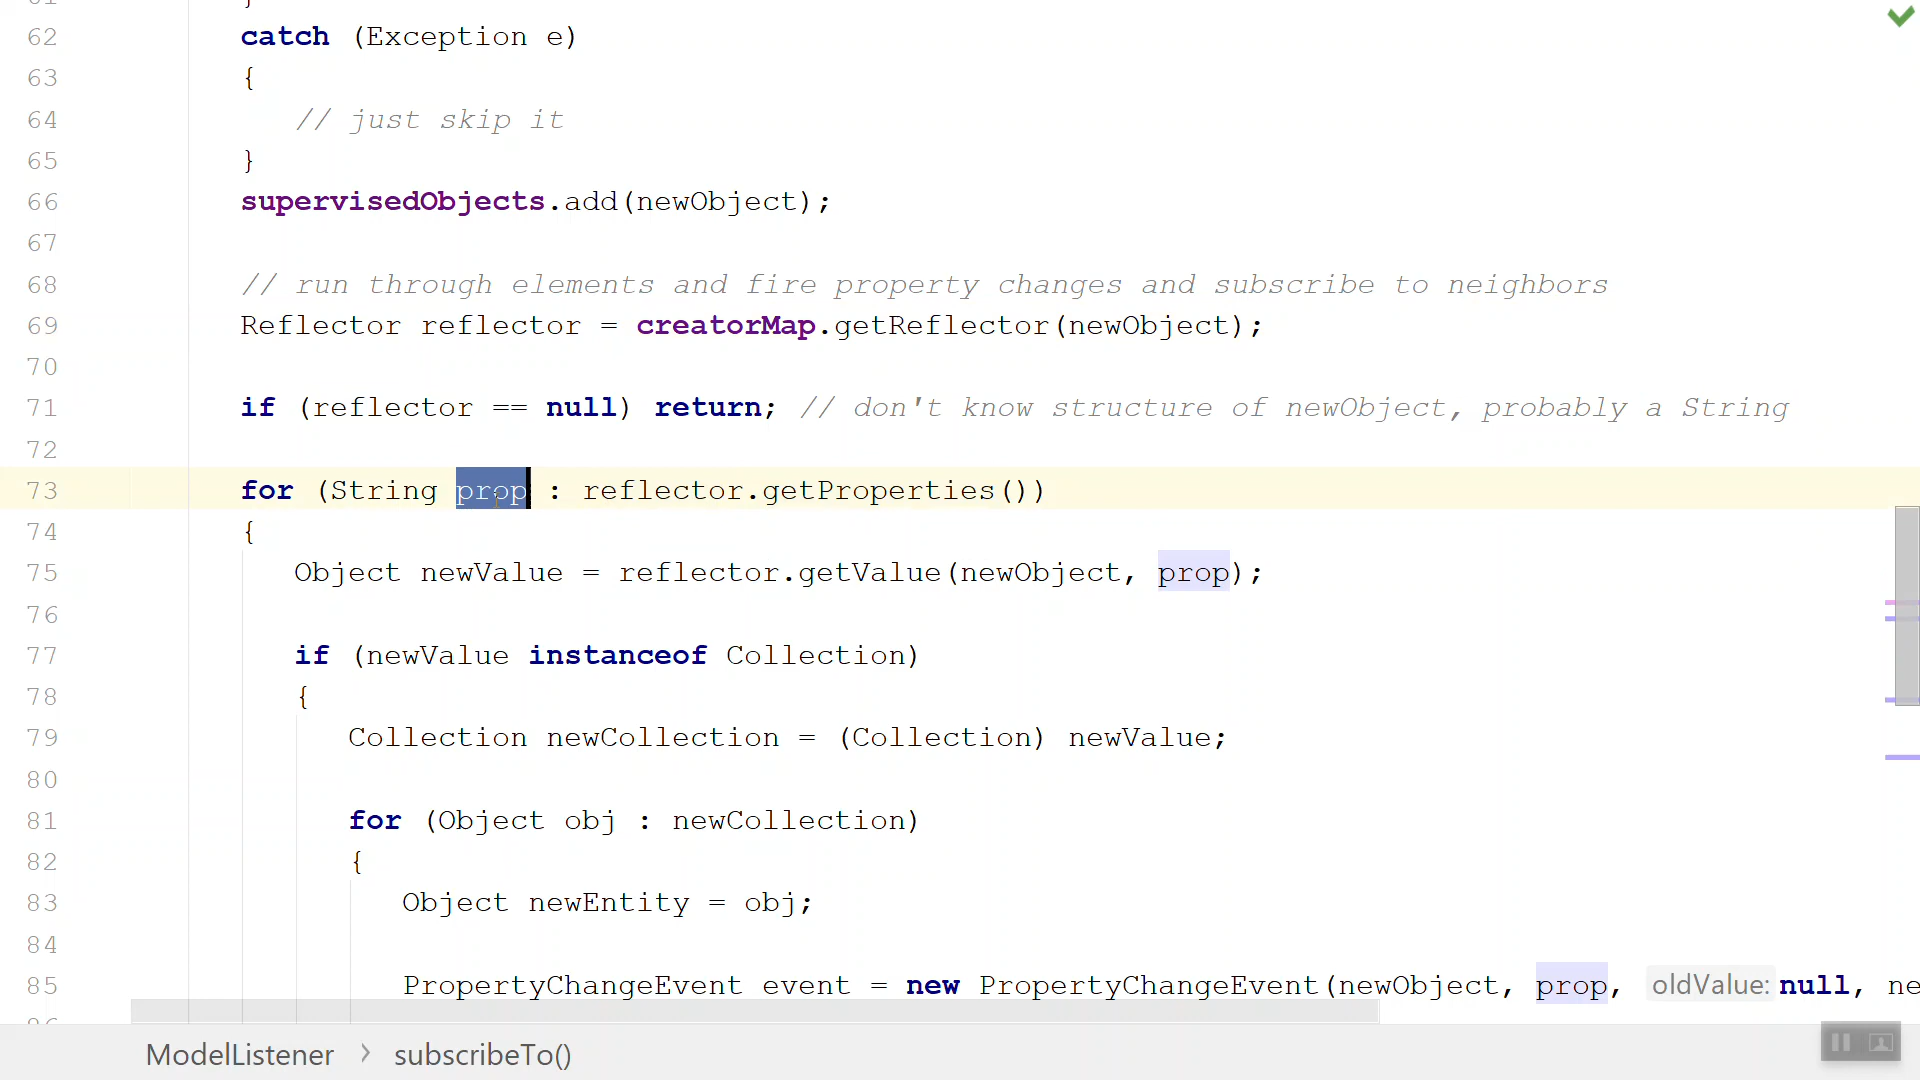 62 catch (Exception e)
63 {
64 // just skip it
65 }
66 supervisedObjects.add(newObject);
67
68 // run through elements and fire property changes and subscribe to neighbors
69 Reflector reflector = creatorMap.getReflector(newObject);
70
71 if (reflector == null) return; // don't know structure of newObject, probably a String
72
73 for (String prop : reflector.getProperties())
74 {
75 Object newValue = reflector.getValue(newObject, prop);
76
77 if (newValue instanceof Collection)
78 {
79 Collection newCollection = (Collection) newValue;
80
81 for (Object obj : newCollection)
82 {
83 Object newEntity = obj;
84
85 PropertyChangeEvent event = new PropertyChangeEvent(newObject, prop, oldValue: null, ne
ModelListener > subscribeTo()